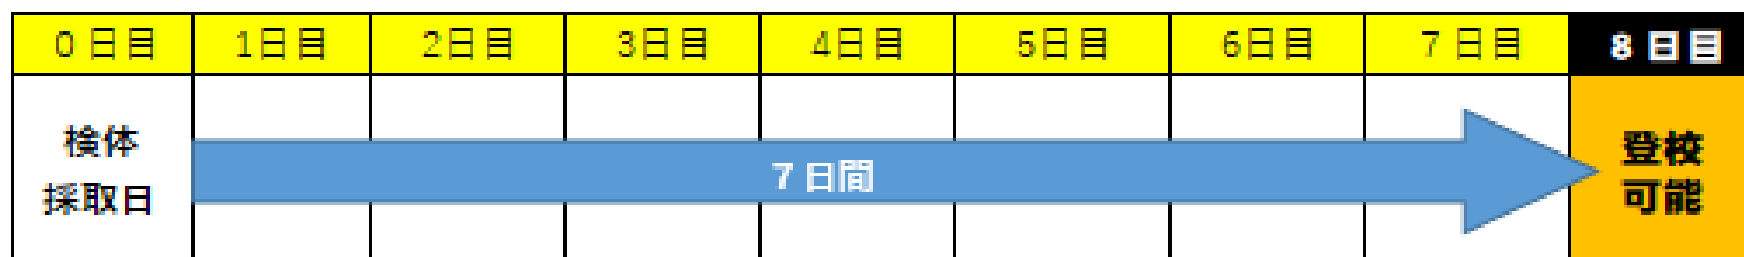 0 日目 1日目 2日目 3日目 4日目 5日目 6日目 7 日目 8 日目
検体
採取日
7 日間
登校
可能